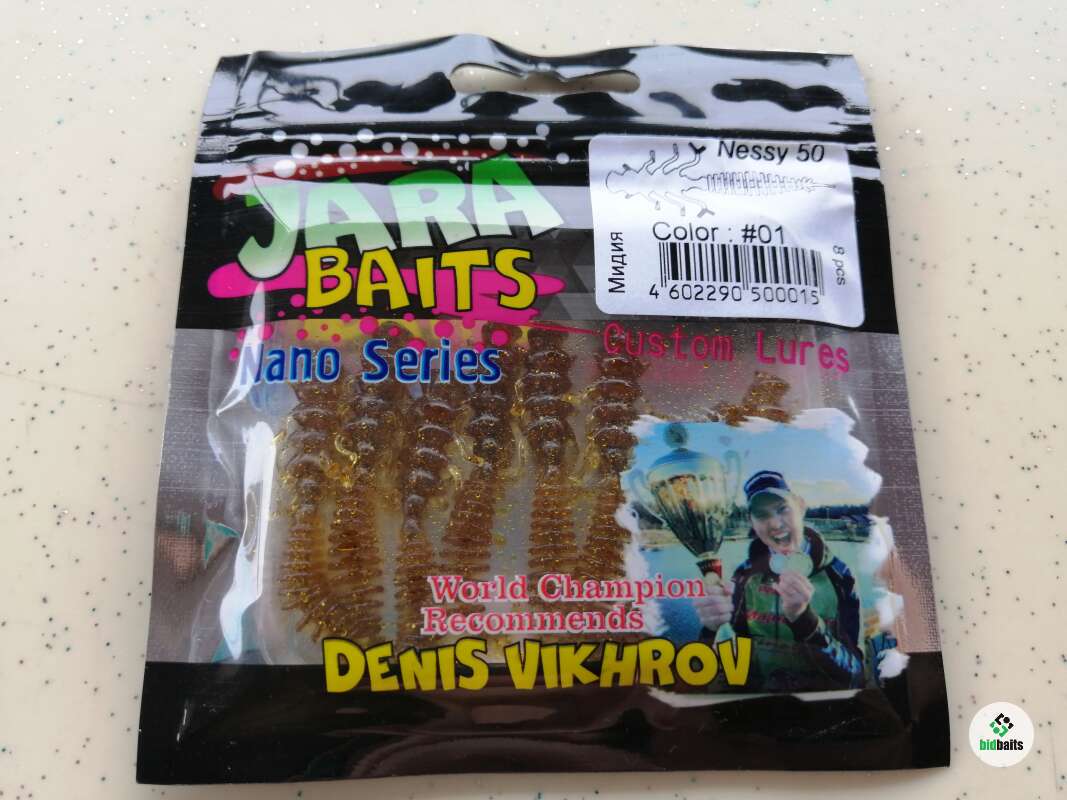 JARA
BAITS
Nano Series
Nessy 50
Color : #01
Мидия
8 pcs
4 602290 500015
Custom Lures
World Champion
Recommends
DENIS VIKHROV
bidbaits